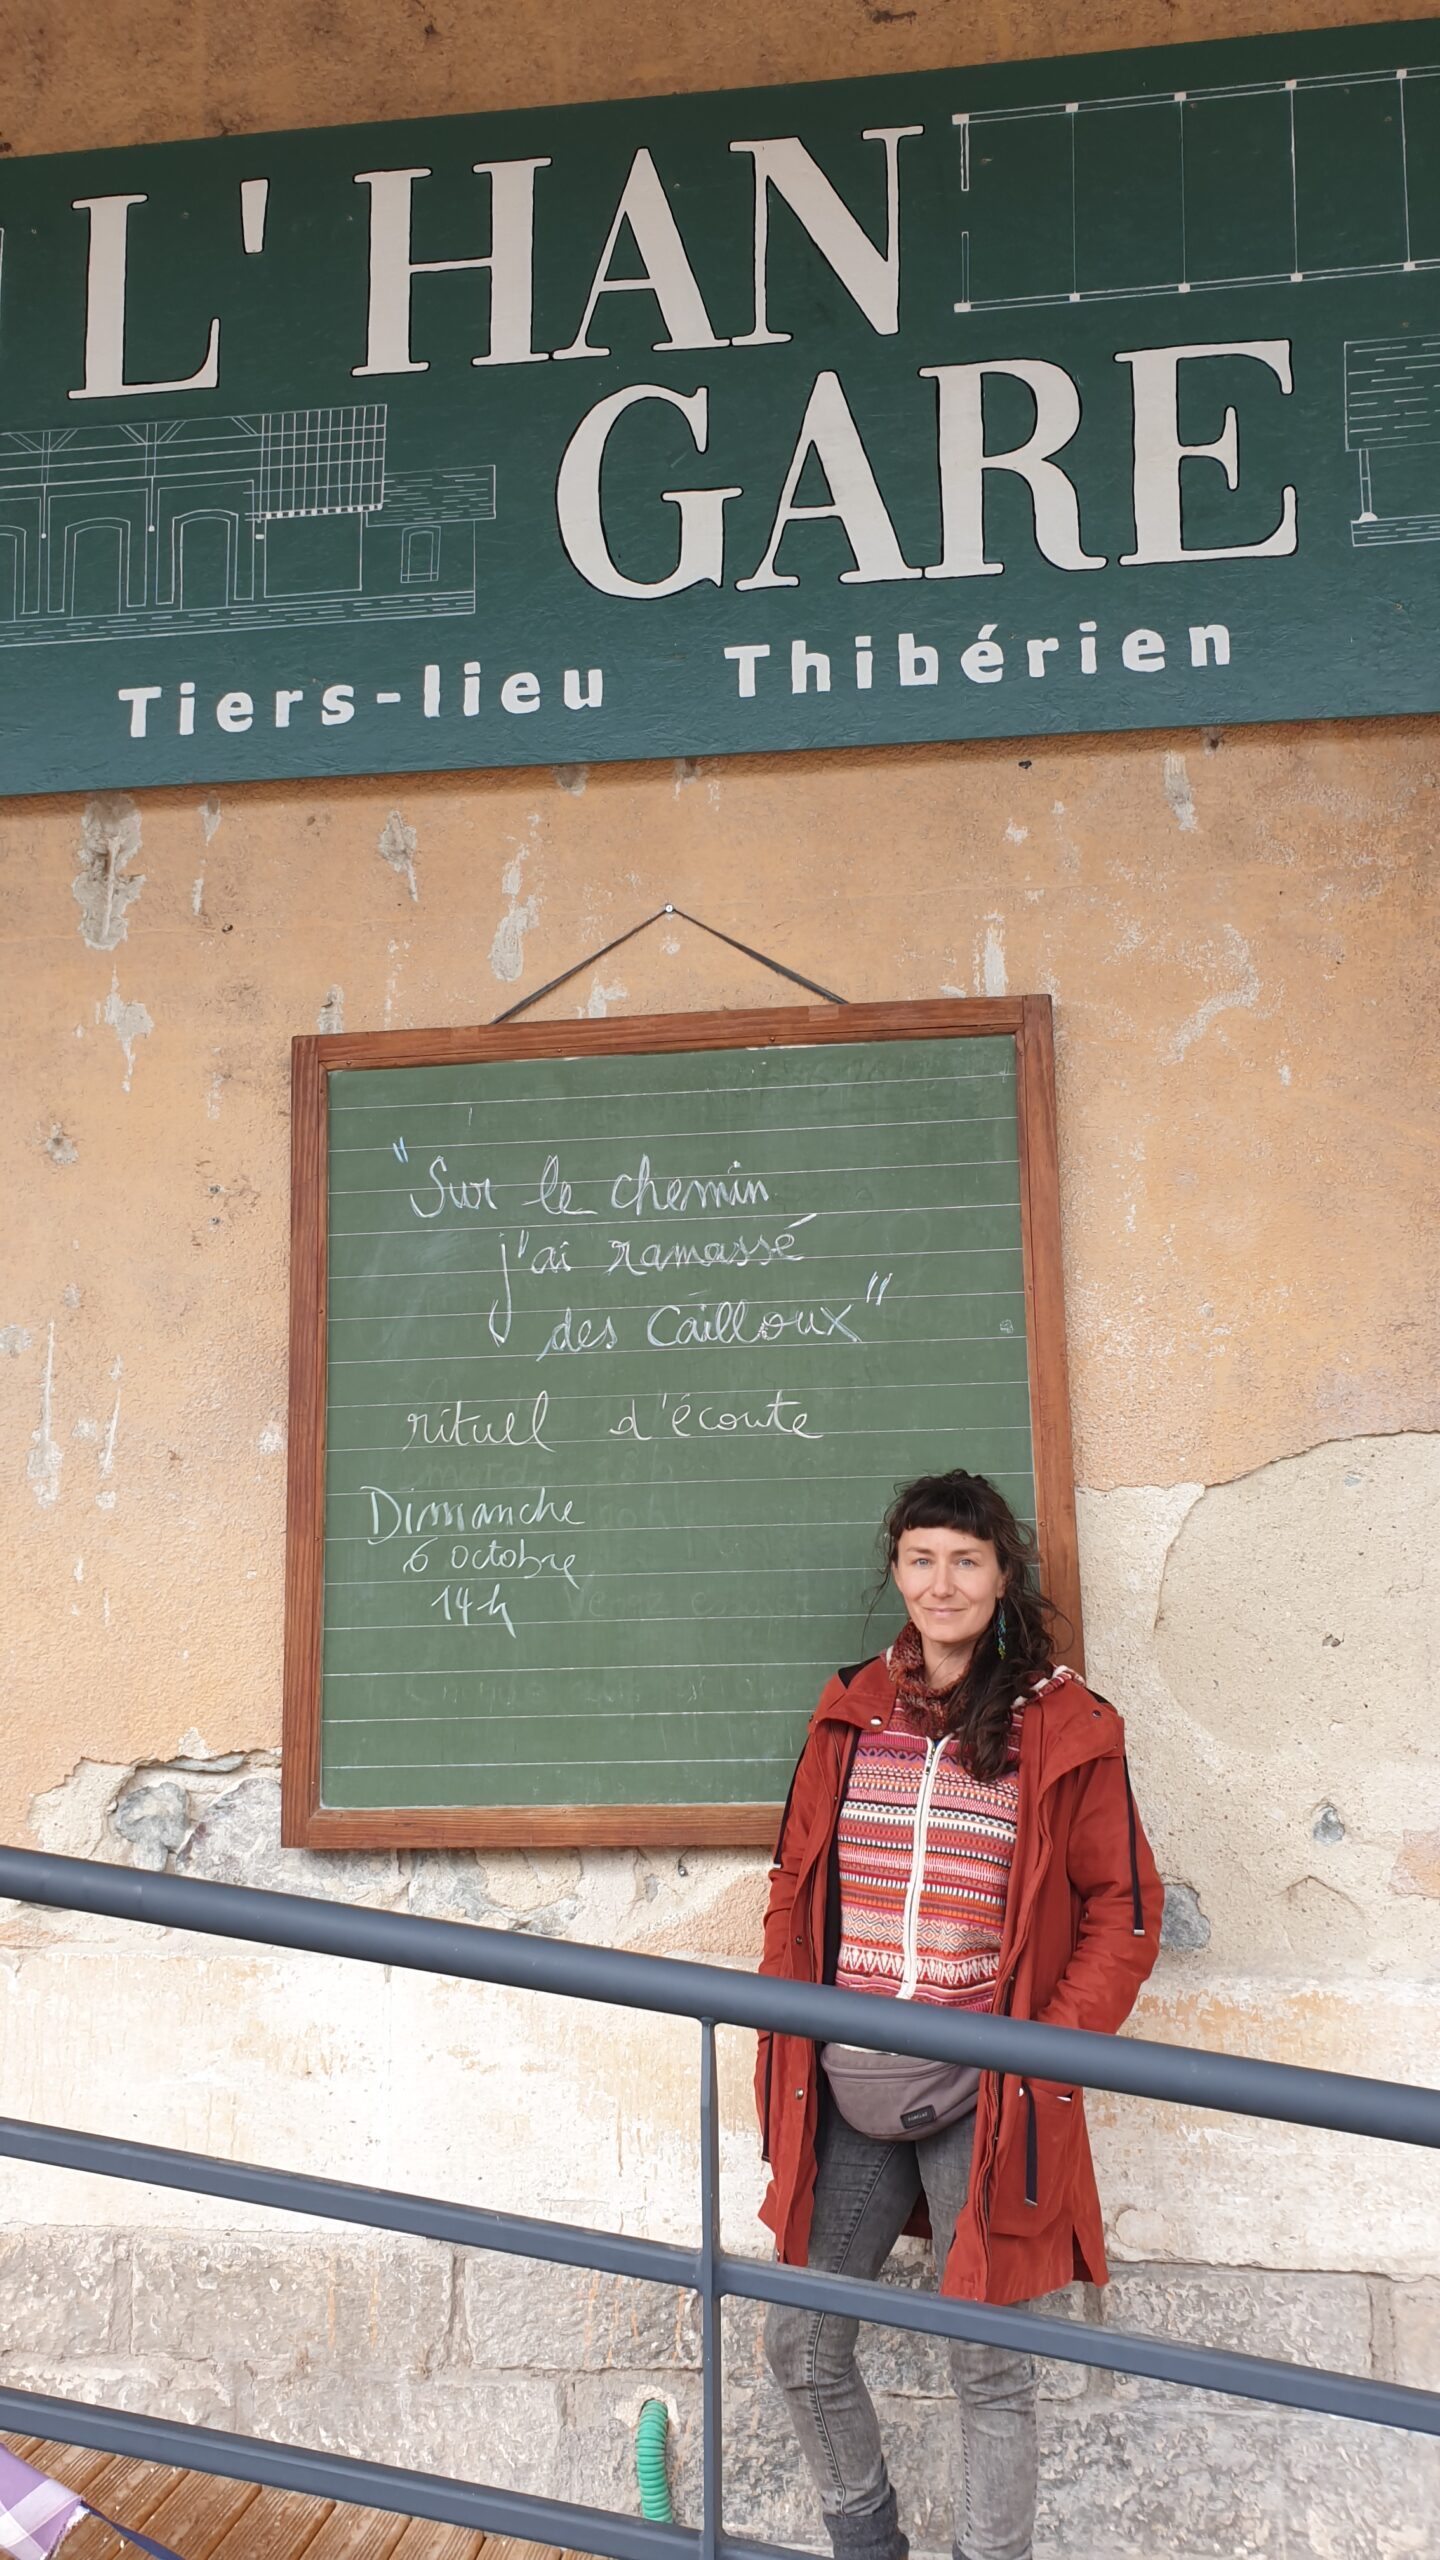 L'HAN
GARE
Tiers-lieu Thibérien
"Sur le chemin
j'ai ramassé
des cailloux"
rituel d'écoute
Dimanche
6 octobre
14h